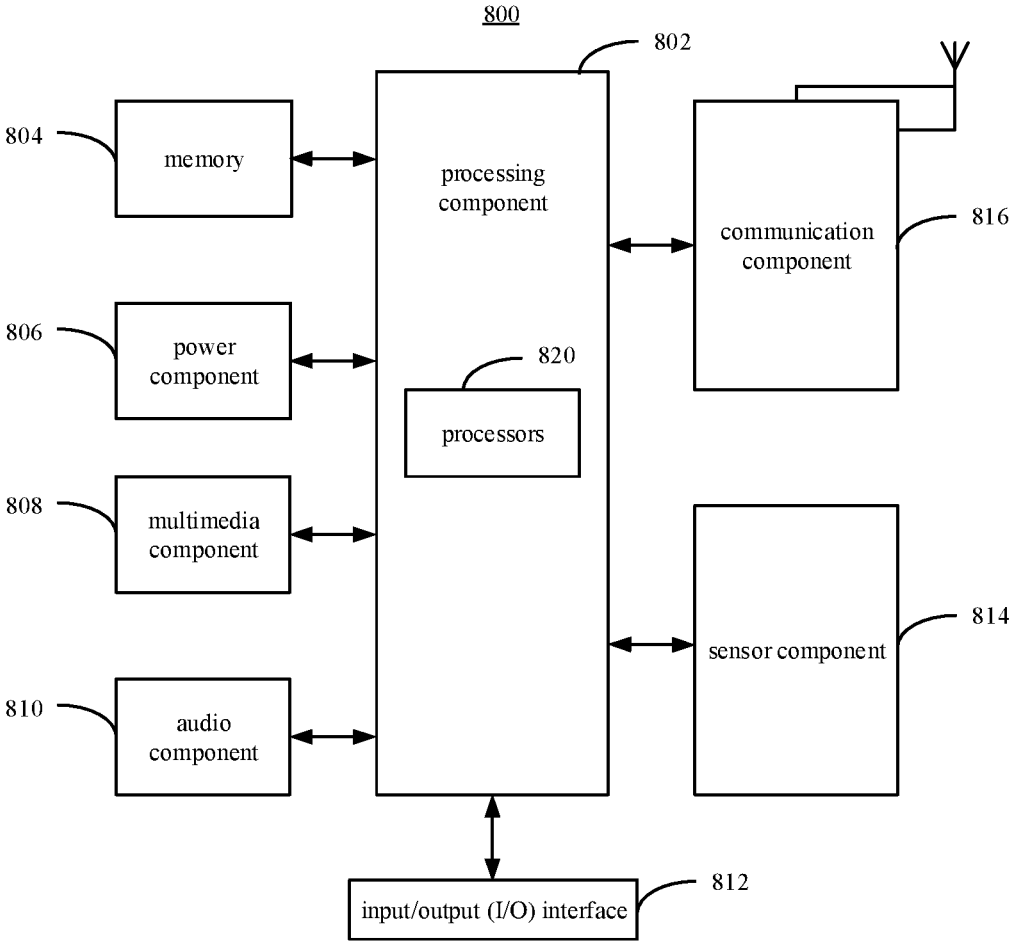 800
802
804
memory
processing
component
communication
component
816
806
power
component
820
processors
808
multimedia
component
814
sensor component
810
audio
component
812
input/output (I/O) interface